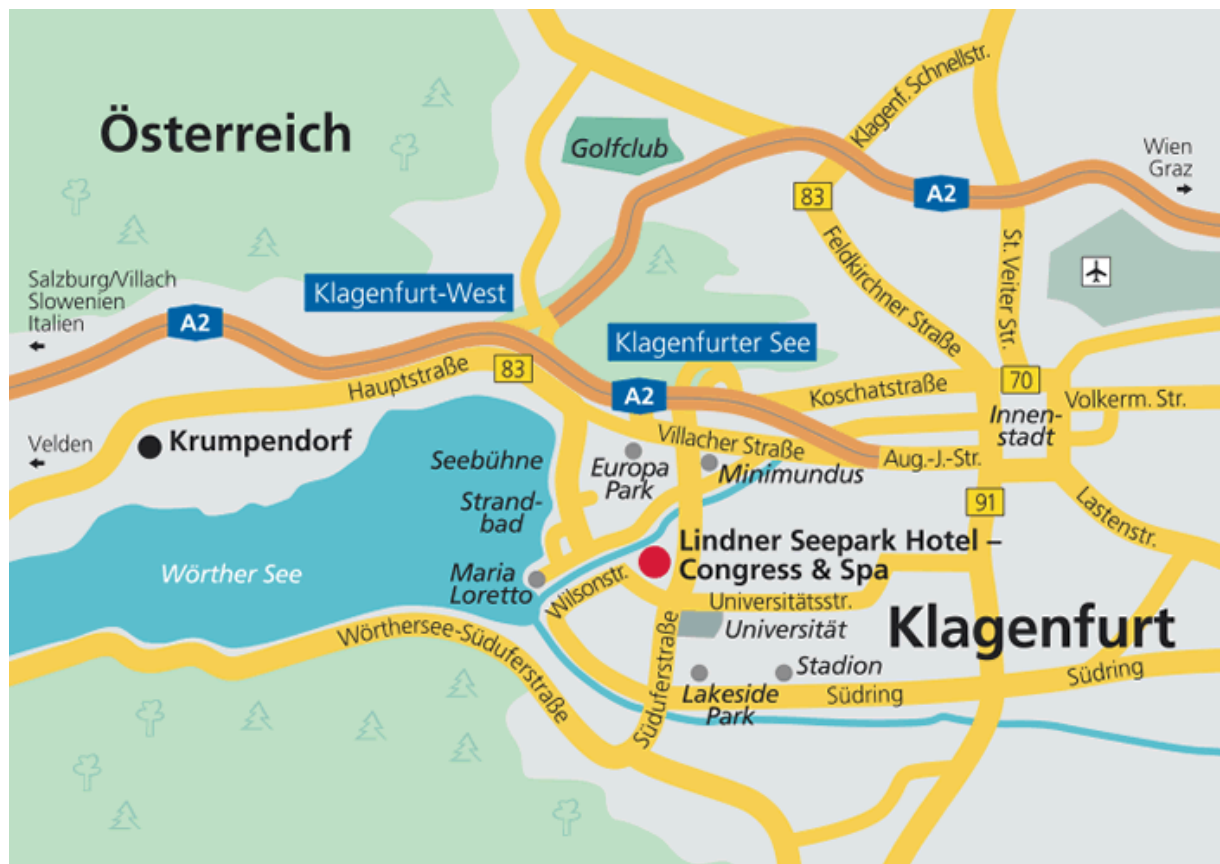 Österreich
Golfclub
Klagenf. Schnellstr.
Wien
Graz
83
A2
Feldkirchner Straße
St. Veiter Str.
Salzburg/Villach
Slowenien
Italien
A2
Klagenfurt-West
Klagenfurter See
Hauptstraße
83
A2
Koschatstraße
70
Volkerm. Str.
Innen-
stadt
Velden
Krumpendorf
Seebühne
Villacher Straße
Aug.-J.-Str.
Europa
Park
Minimundus
Strand-
bad
91
Lastenstr.
Lindner Seepark Hotel –
Congress & Spa
Wörther See
Maria
Loretto
Wilsonstr.
Universitätsstr.
Universität
Klagenfurt
Wörthersee-Süduferstraße
Süduferstraße
Stadion
Lakeside
Park
Südring
Südring